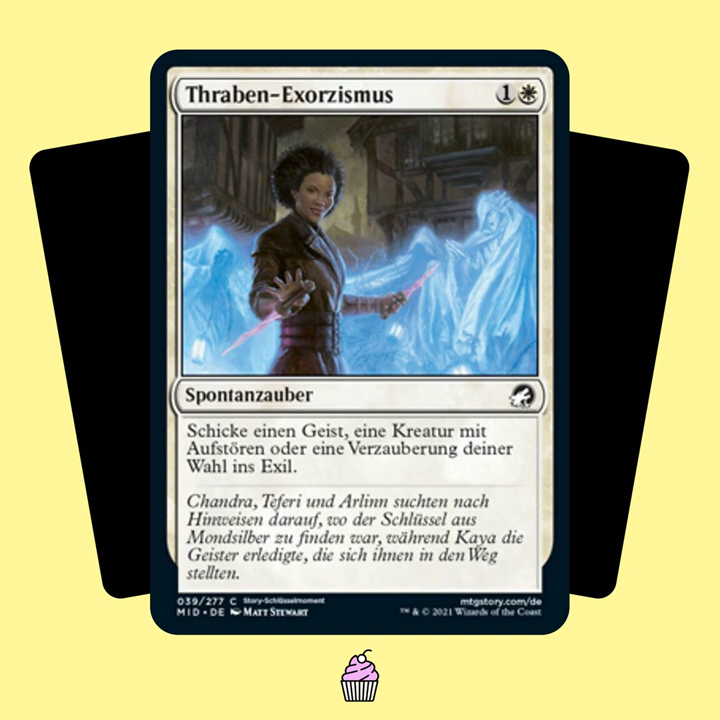 Thraben-Exorzismus 1
Spontanzauber
Schicke einen Geist, eine Kreatur mit
Aufstören oder eine Verzauberung deiner
Wahl ins Exil.
Chandra, Teferi und Arlinn suchten nach
Hinweisen darauf, wo der Schlüssel aus
Mondsilber zu finden war, während Kaya die
Geister erledigte, die sich ihnen in den Weg
stellten.
039/277 C Story-Schlüsselmoment mtgstory.com/de
MID • DE Matt Stewart ™ & © 2021 Wizards of the Coast